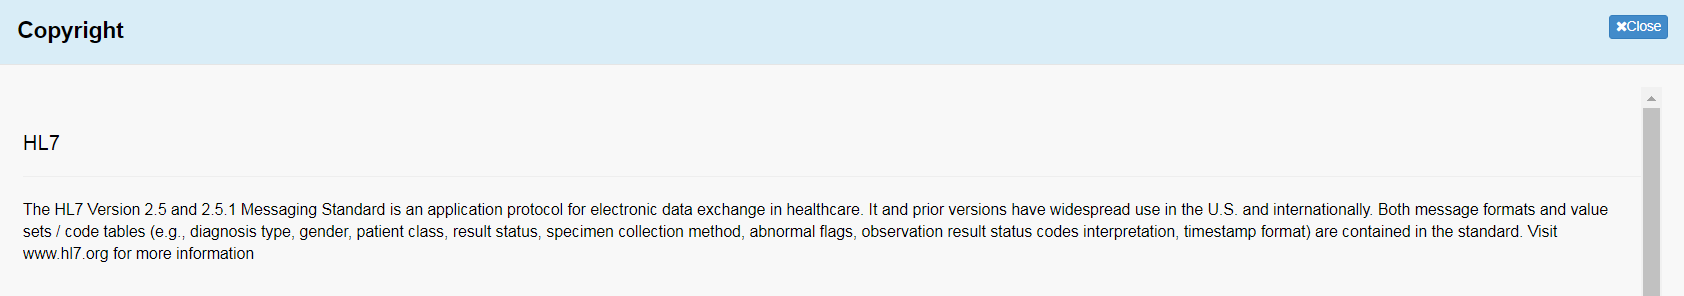 Copyright
✖Close
HL7
The HL7 Version 2.5 and 2.5.1 Messaging Standard is an application protocol for electronic data exchange in healthcare. It and prior versions have widespread use in the U.S. and internationally. Both message formats and value
sets / code tables (e.g., diagnosis type, gender, patient class, result status, specimen collection method, abnormal flags, observation result status codes interpretation, timestamp format) are contained in the standard. Visit
www.hl7.org for more information